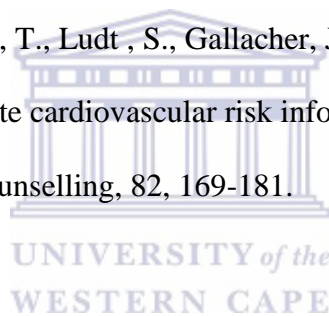 , T., Ludt , S., Gallacher, J
te cardiovascular risk info
unselling, 82, 169-181.
UNIVERSITY of the
WESTERN CAPE